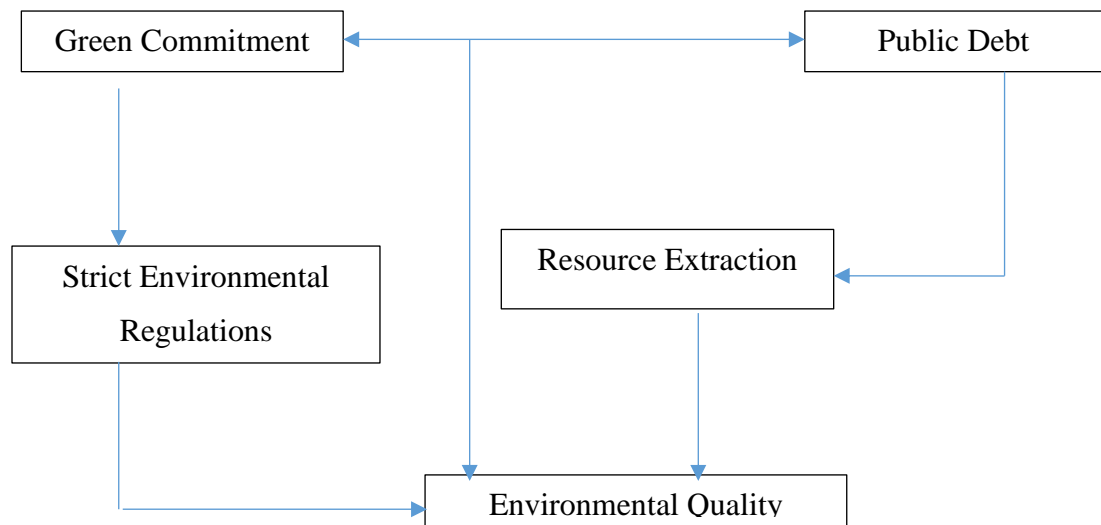 Green Commitment
Public Debt
Resource Extraction
Strict Environmental
Regulations
Environmental Quality